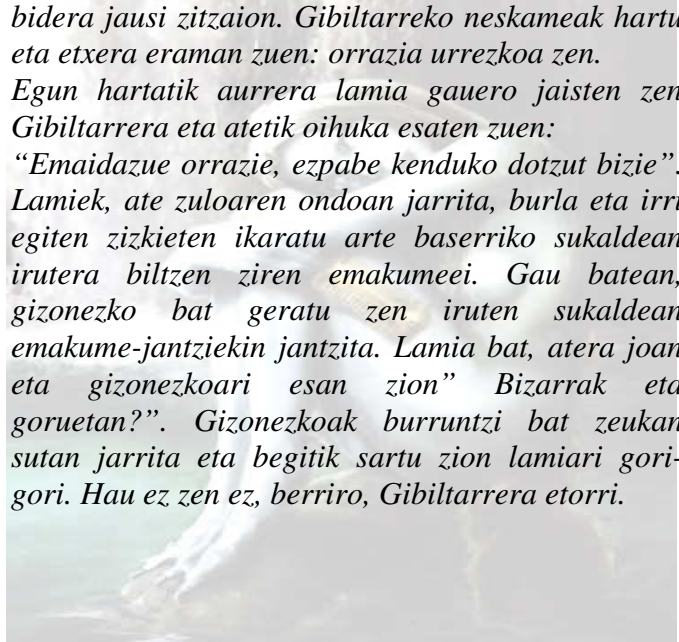 bidera jausi zitzaion. Gibiltarreko neskameak hartu
eta etxera eraman zuen: orrazia urrezkoa zen.
Egun hartatik aurrera lamia gauero jaisten zen
Gibiltarrera eta atetik oihuka esaten zuen:
“Emaidazue orrazie, ezpabe kenduko dotzut bizie”.
Lamiek, ate zuloaren ondoan jarrita, burla eta irri
egiten zizkieten ikaratu arte baserriko sukaldean
irutera biltzen ziren emakumeei. Gau batean,
gizonezko bat geratu zen iruten sukaldean
emakume-jantziekin jantzita. Lamia bat, atera joan
eta gizonezkoari esan zion” Bizarrak eta
goruetan?”. Gizonezkoak burruntzi bat zeukan
sutan jarrita eta begitik sartu zion lamiari gori-
gori. Hau ez zen ez, berriro, Gibiltarrera etorri.